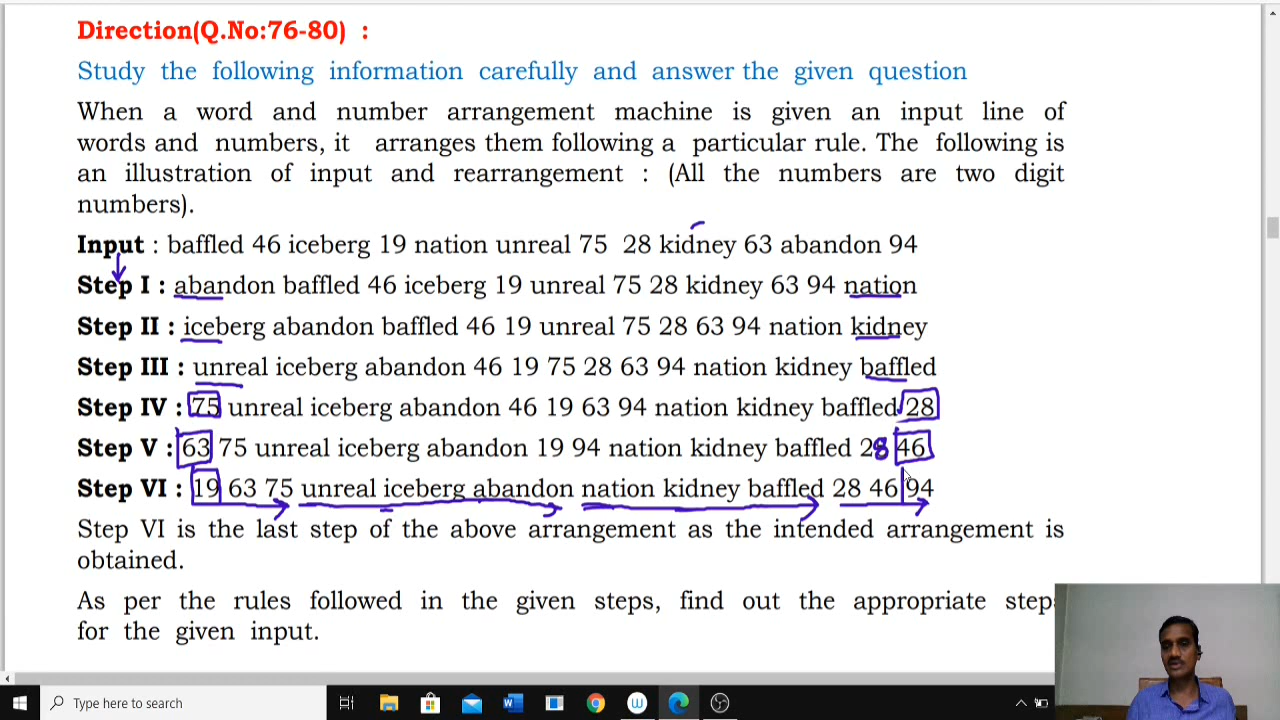 Direction(Q.No:76-80) :
Study the following information carefully and answer the given question
When a word and number arrangement machine is given an input line of
words and numbers, it arranges them following a particular rule. The following is
an illustration of input and rearrangement : (All the numbers are two digit
numbers).
Input : baffled 46 iceberg 19 nation unreal 75 28 kidney 63 abandon 94
Step I : abandon baffled 46 iceberg 19 unreal 75 28 kidney 63 94 nation
Step II : iceberg abandon baffled 46 19 unreal 75 28 63 94 nation kidney
Step III : unreal iceberg abandon 46 19 75 28 63 94 nation kidney baffled
Step IV : 75 unreal iceberg abandon 46 19 63 94 nation kidney baffled 28
Step V : 63 75 unreal iceberg abandon 19 94 nation kidney baffled 28 46
Step VI : 19 63 75 unreal iceberg abandon nation kidney baffled 28 46 94
Step VI is the last step of the above arrangement as the intended arrangement is
obtained.
As per the rules followed in the given steps, find out the appropriate step
for the given input.
Type here to search